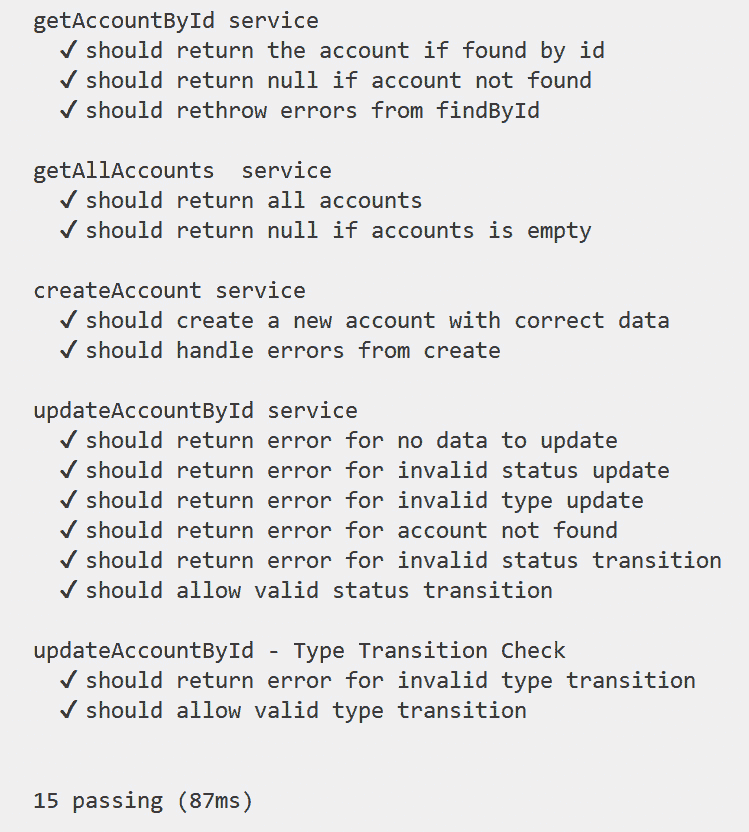 getAccountById service
✓ should return the account if found by id
✓ should return null if account not found
✓ should rethrow errors from findById
getAllAccounts  service
✓ should return all accounts
✓ should return null if accounts is empty
createAccount service
✓ should create a new account with correct data
✓ should handle errors from create
updateAccountById service
✓ should return error for no data to update
✓ should return error for invalid status update
✓ should return error for invalid type update
✓ should return error for account not found
✓ should return error for invalid status transition
✓ should allow valid status transition
updateAccountById - Type Transition Check
✓ should return error for invalid type transition
✓ should allow valid type transition
15 passing (87ms)